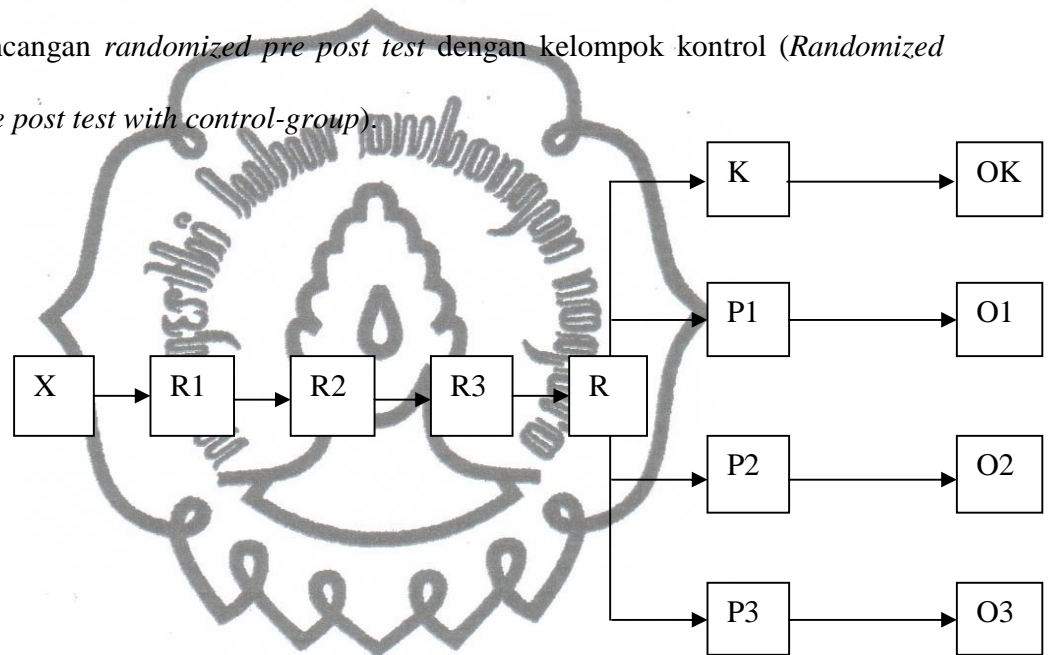 ncangan randomized pre post test dengan kelompok kontrol (Randomized
e post test with control-group).
K OK
P1 O1
X R1 R2 R3 R
P2 O2
P3 O3